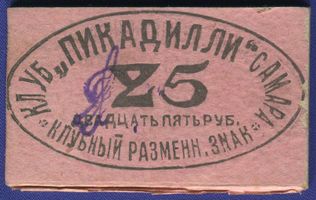 КЛУБ „ПИКАДИЛЛИ“ САМАРА
25
ДВАДЦАТЬ ПЯТЬ РУБ.
КЛУБНЫЙ РАЗМЕНН. ЗНАК